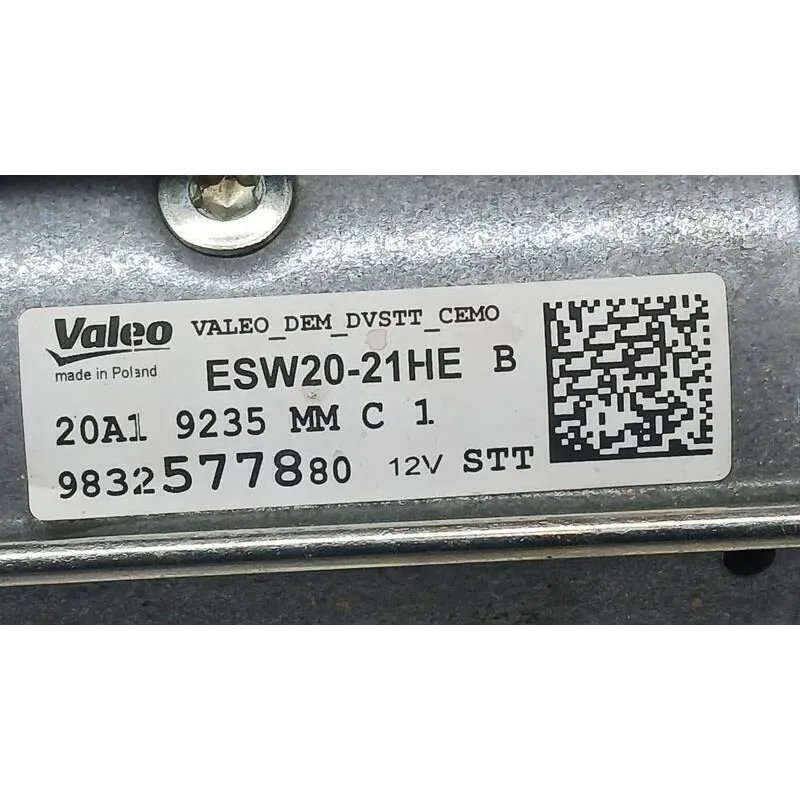 Valeo VALEO_DEM_DVSTT_CEMO
made in Poland ESW20-21HE B
20A1 9235 MM C 1
9832577880 12V STT